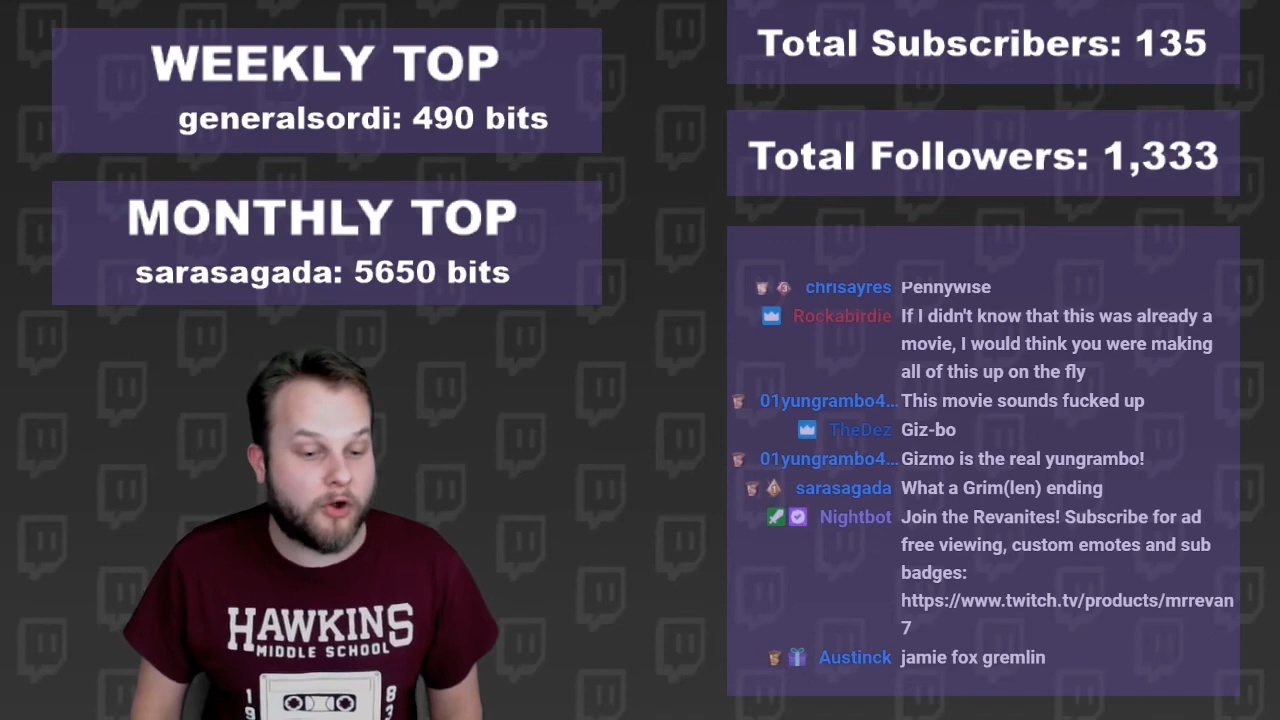 WEEKLY TOP
generalsordi: 490 bits
MONTHLY TOP
sarasagada: 5650 bits
HAWKINS
MIDDLE SCHOOL
1 8
9 3
Total Subscribers: 135
Total Followers: 1,333
chrisayres Pennywise
Rockabirdie If I didn't know that this was already a
movie, I would think you were making
all of this up on the fly
01yungrambo4... This movie sounds fucked up
TheDez Giz-bo
01yungrambo4... Gizmo is the real yungrambo!
sarasagada What a Grim(len) ending
Nightbot Join the Revanites! Subscribe for ad
free viewing, custom emotes and sub
badges:
https://www.twitch.tv/products/mrrevan
7
Austinck jamie fox gremlin